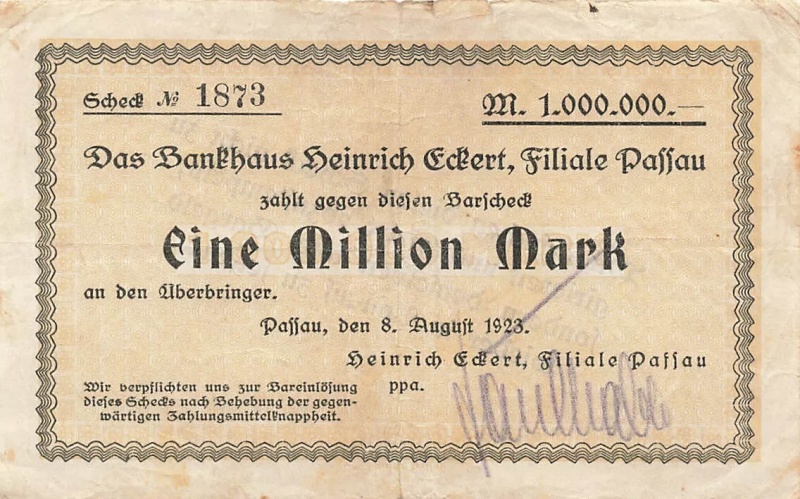 Scheck № 1873
M. 1.000.000.—
Das Bankhaus Heinrich Eckert, Filiale Passau
zahlt gegen diesen Barscheck
Eine Million Mark
an den Überbringer.
Passau, den 8. August 1923.
Heinrich Eckert, Filiale Passau
ppa.
Wir verpflichten uns zur Bareinlösung
dieses Schecks nach Behebung der gegen-
wärtigen Zahlungsmittelknappheit.